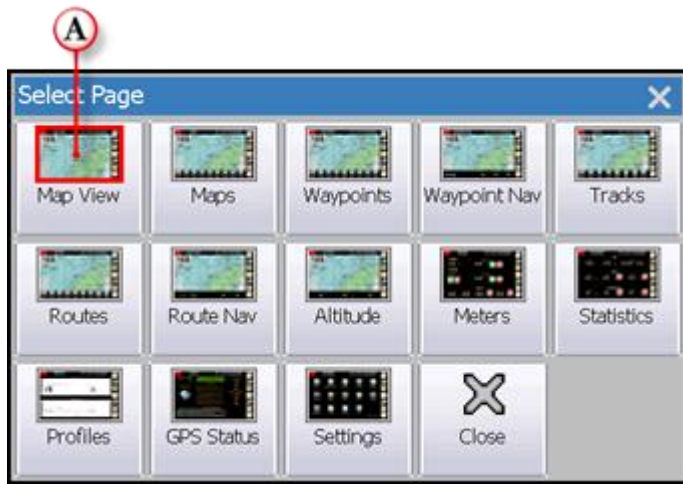 A
Select Page
Map View Maps Waypoints Waypoint Nav Tracks
Routes Route Nav Altitude Meters Statistics
Profiles GPS Status Settings Close